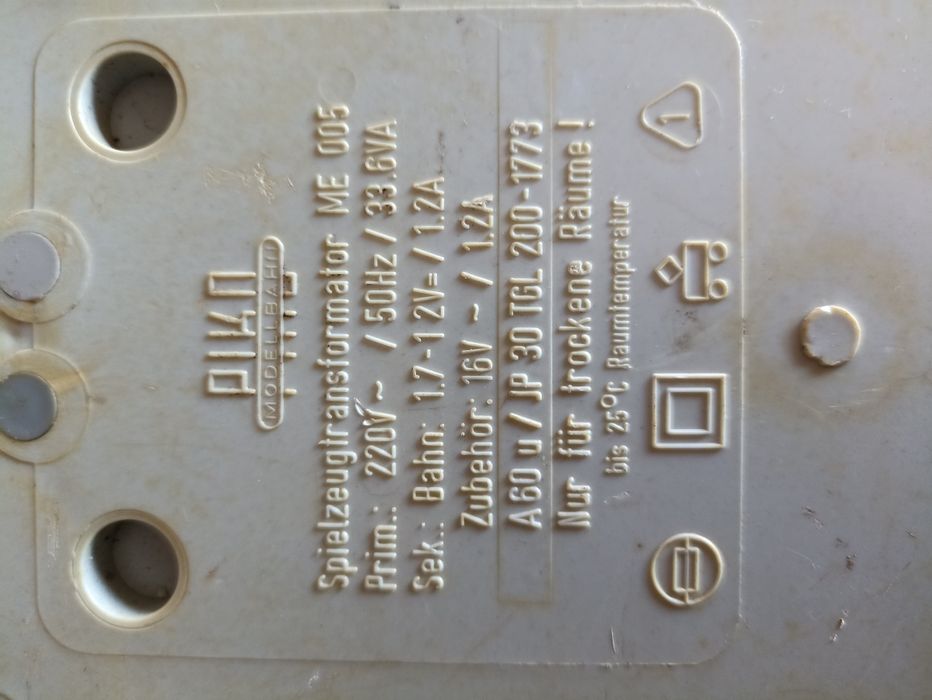 PIKO
MODELLBAHN
Spielzeugtransformator ME 005
Prim.: 220V ~ / 50Hz / 33.6VA
Sek.: Bahn: 1.7-12V= / 1.2A
Zubehör: 16V ~ / 1.2A
A 60 u / JP 30 TGL 200-1773
Nur für trockene Räume !
bis 25°C Raumtemperatur
1